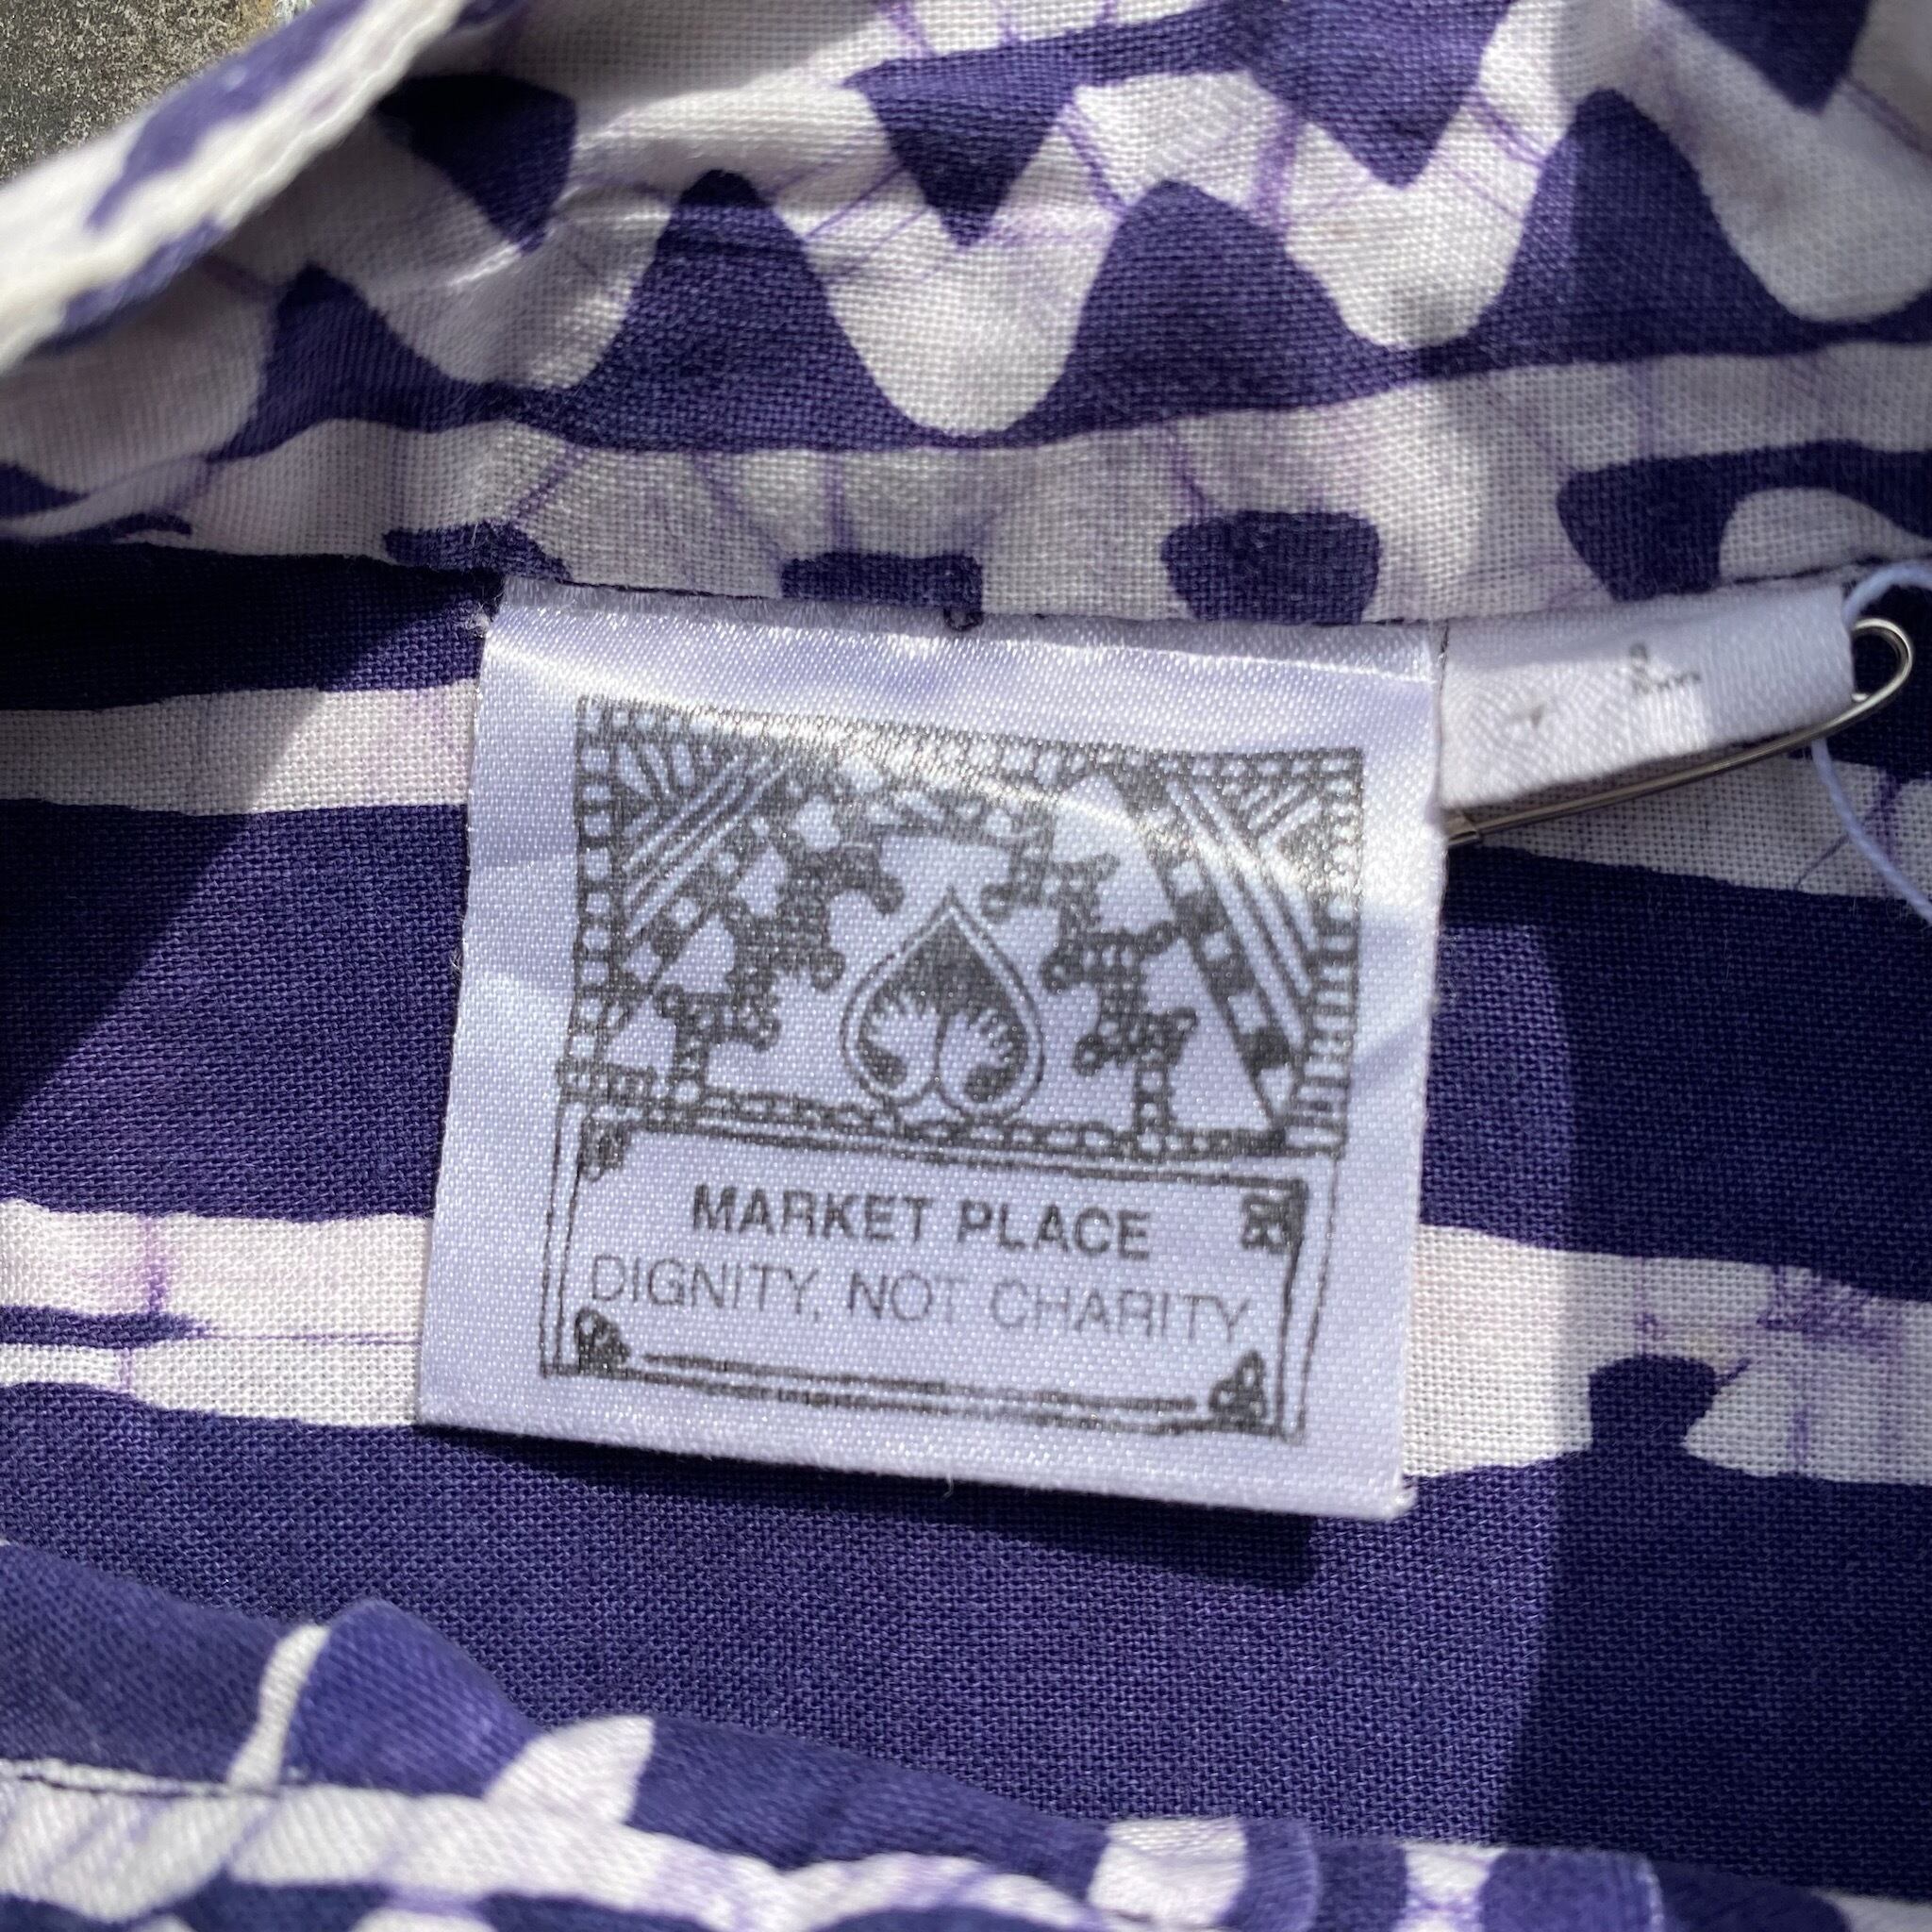 MARKET PLACE
DIGNITY, NOT CHARITY